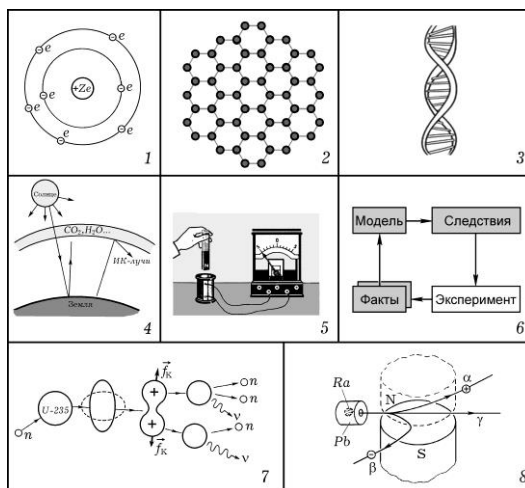 e
e
e
+Ze
e
e
e
e
1
2
3
Солнце
CO2, H2O...
ИК-лучи
Земля
4
0
5
Модель
Следствия
Факты
Эксперимент
6
f⃗к
n
U-235
n
n
ν
n
ν
f⃗к
7
Ra
Pb
N
S
α
γ
β
8